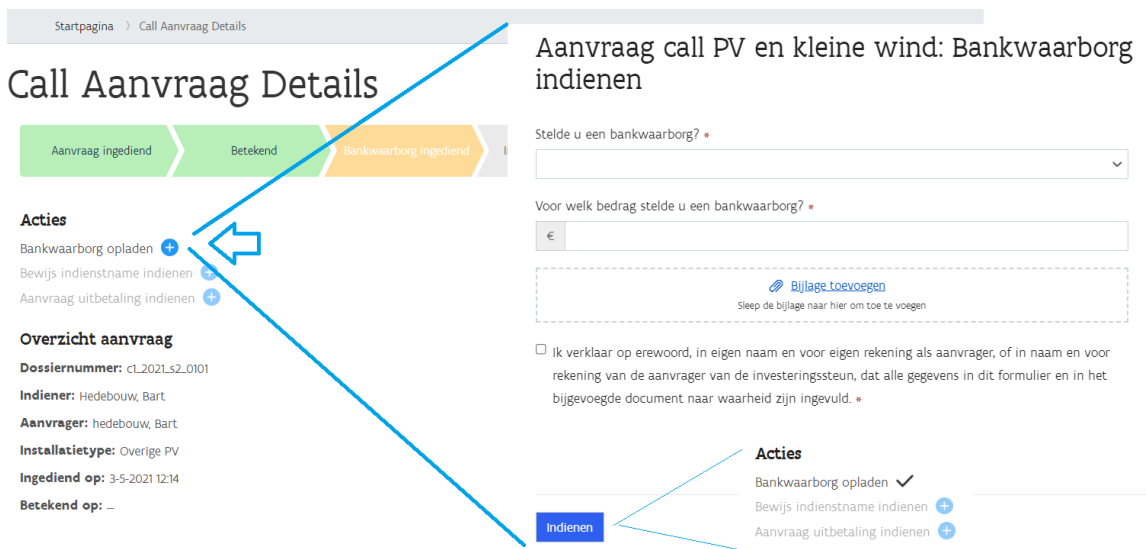 Startpagina > Call Aanvraag Details
Call Aanvraag Details
Aanvraag ingediend
Betekend
Bankwaarborg ingediend
Acties
Bankwaarborg opladen
Bewijs indienstname indienen
Aanvraag uitbetaling indienen
Overzicht aanvraag
Dossiernummer: c1_2021_s2_0101
Indiener: Hedebouw, Bart
Aanvrager: hedebouw, Bart
Installatietype: Overige PV
Ingediend op: 3-5-2021 12:14
Betekend op: _
Aanvraag call PV en kleine wind: Bankwaarborg
indienen
Stelde u een bankwaarborg? *
Voor welk bedrag stelde u een bankwaarborg? *
€
Bijlage toevoegen
Sleep de bijlage naar hier om toe te voegen
Ik verklaar op erewoord, in eigen naam en voor eigen rekening als aanvrager, of in naam en voor
rekening van de aanvrager van de investeringssteun, dat alle gegevens in dit formulier en in het
bijgevoegde document naar waarheid zijn ingevuld. *
Indienen
Acties
Bankwaarborg opladen
Bewijs indienstname indienen
Aanvraag uitbetaling indienen